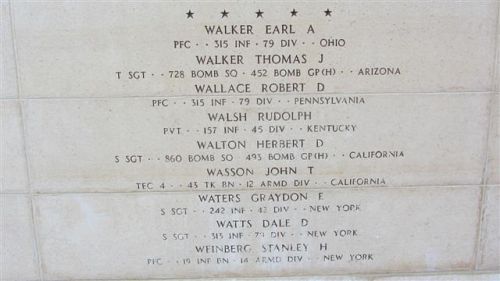 WALKER EARL A
PFC · · 315 INF · 79 DIV · · OHIO
WALKER THOMAS J
T SGT · · 728 BOMB SQ · 452 BOMB GP(H) · · ARIZONA
WALLACE ROBERT D
PFC · · 315 INF · 79 DIV · · PENNSYLVANIA
WALSH RUDOLPH
PVT · · 157 INF · 45 DIV · · KENTUCKY
WALTON HERBERT D
S SGT · · 860 BOMB SQ · 493 BOMB GP(H) · · CALIFORNIA
WASSON JOHN T
TEC 4 · · 43 TK BN · 12 ARMD DIV · · CALIFORNIA
WATERS GRAYDON E
S SGT · · 242 INF · 42 DIV · · NEW YORK
WATTS DALE D
S SGT · · 315 INF · 79 DIV · · NEW YORK
WEINBERG STANLEY H
PFC · · 19 INF BN · 14 ARMD DIV · · NEW YORK